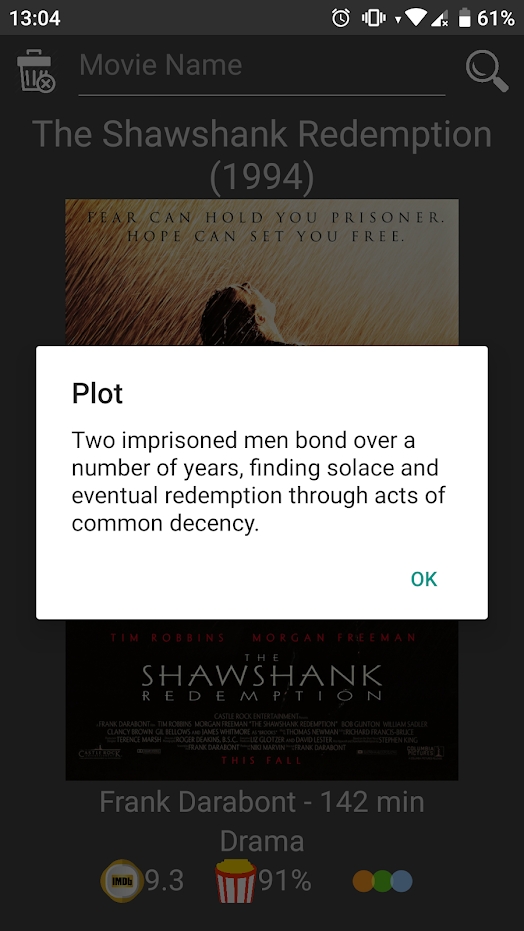 13:04
61%
Movie Name
The Shawshank Redemption
(1994)
FEAR CAN HOLD YOU PRISONER.
HOPE CAN SET YOU FREE.
Plot
Two imprisoned men bond over a
number of years, finding solace and
eventual redemption through acts of
common decency.
OK
TIM ROBBINS MORGAN FREEMAN
THE
SHAWSHANK
REDEMPTION
CASTLE ROCK ENTERTAINMENT
THIS FALL
Frank Darabont - 142 min
Drama
IMDb
9.3
91%